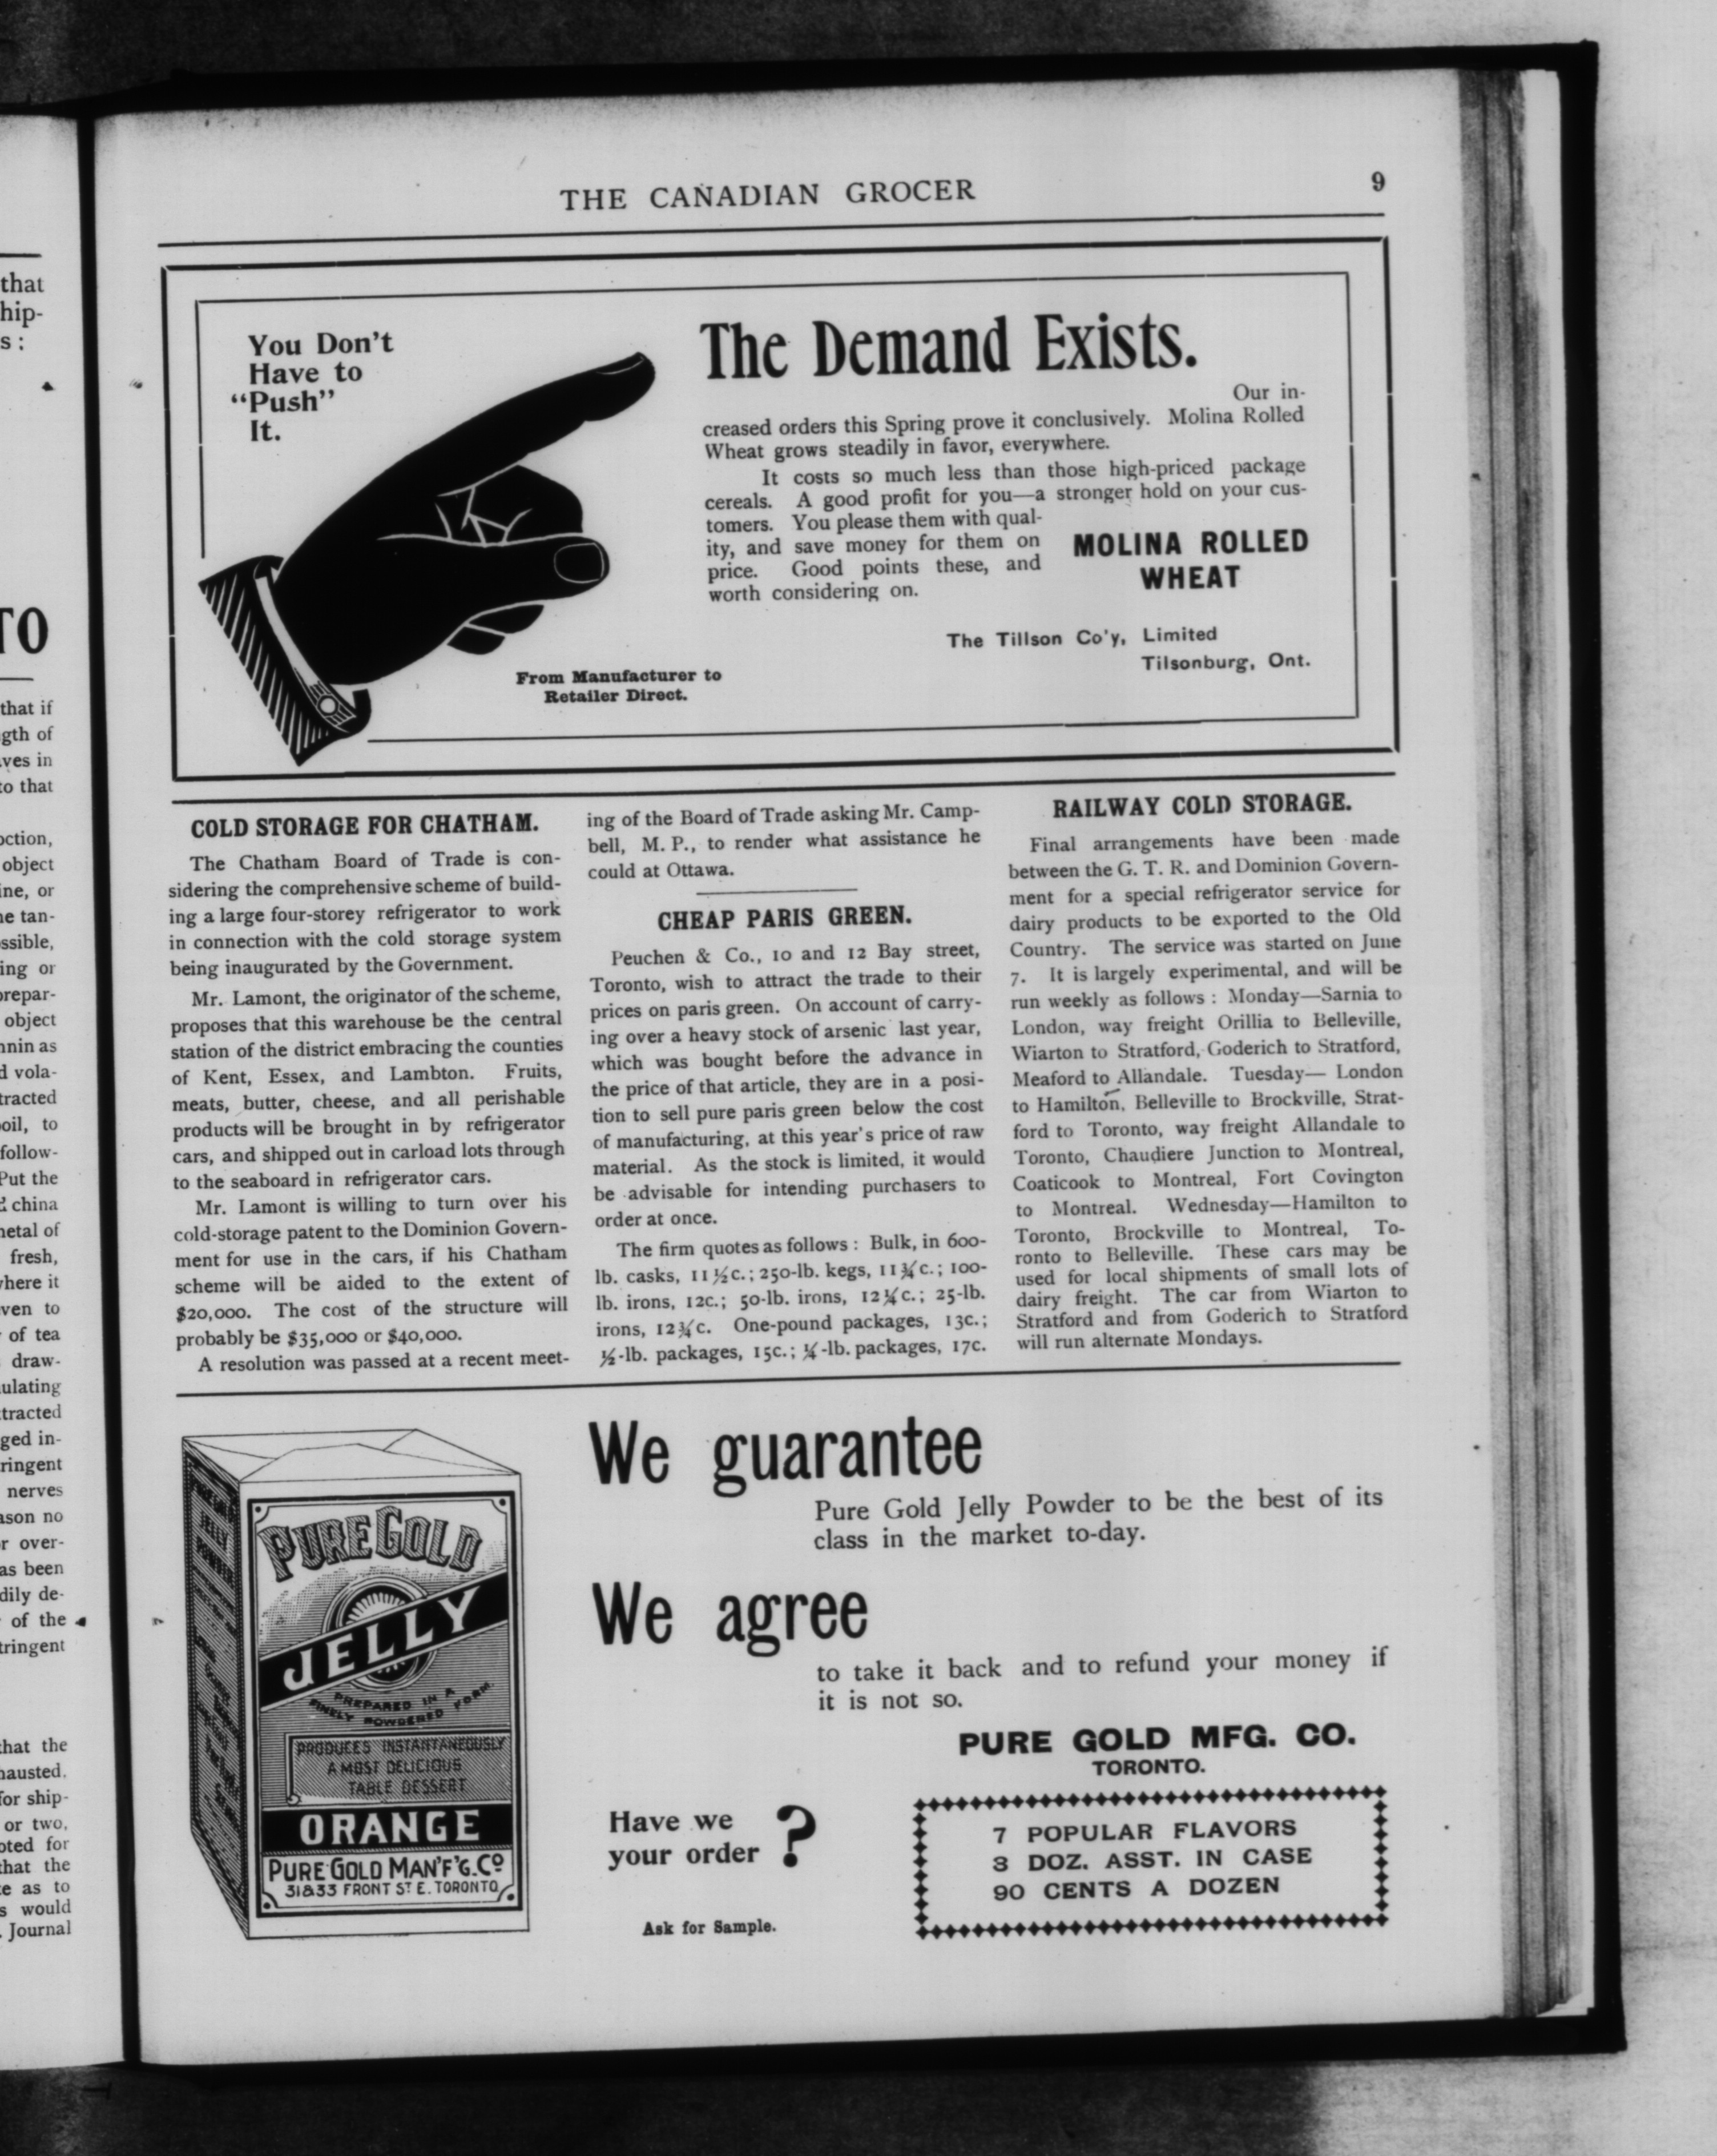 THE CANADIAN GROCER
9
You Don't
Have to
"Push"
It.
The Demand Exists.
Our in-
creased orders this Spring prove it conclusively. Molina Rolled
Wheat grows steadily in favor, everywhere.
It costs so much less than those high-priced package
cereals. A good profit for you—a stronger hold on your cus-
tomers. You please them with qual-
ity, and save money for them on
price. Good points these, and
worth considering on.
MOLINA ROLLED
WHEAT
The Tillson Co'y, Limited
Tilsonburg, Ont.
From Manufacturer to
Retailer Direct.
COLD STORAGE FOR CHATHAM.
The Chatham Board of Trade is con-
sidering the comprehensive scheme of build-
ing a large four-storey refrigerator to work
in connection with the cold storage system
being inaugurated by the Government.
Mr. Lamont, the originator of the scheme,
proposes that this warehouse be the central
station of the district embracing the counties
of Kent, Essex, and Lambton. Fruits,
meats, butter, cheese, and all perishable
products will be brought in by refrigerator
cars, and shipped out in carload lots through
to the seaboard in refrigerator cars.
Mr. Lamont is willing to turn over his
cold-storage patent to the Dominion Govern-
ment for use in the cars, if his Chatham
scheme will be aided to the extent of
$20,000. The cost of the structure will
probably be $35,000 or $40,000.
A resolution was passed at a recent meet-
ing of the Board of Trade asking Mr. Camp-
bell, M. P., to render what assistance he
could at Ottawa.
CHEAP PARIS GREEN.
Peuchen & Co., 10 and 12 Bay street,
Toronto, wish to attract the trade to their
prices on paris green. On account of carry-
ing over a heavy stock of arsenic last year,
which was bought before the advance in
the price of that article, they are in a posi-
tion to sell pure paris green below the cost
of manufacturing, at this year's price of raw
material. As the stock is limited, it would
be advisable for intending purchasers to
order at once.
The firm quotes as follows : Bulk, in 600-
lb. casks, 11½c.; 250-lb. kegs, 11¾c.; 100-
lb. irons, 12c.; 50-lb. irons, 12¼c.; 25-lb.
irons, 12¾c. One-pound packages, 13c.;
½-lb. packages, 15c.; ¼-lb. packages, 17c.
RAILWAY COLD STORAGE.
Final arrangements have been made
between the G. T. R. and Dominion Govern-
ment for a special refrigerator service for
dairy products to be exported to the Old
Country. The service was started on June
7. It is largely experimental, and will be
run weekly as follows : Monday—Sarnia to
London, way freight Orillia to Belleville,
Wiarton to Stratford, Goderich to Stratford,
Meaford to Allandale. Tuesday— London
to Hamilton, Belleville to Brockville, Strat-
ford to Toronto, way freight Allandale to
Toronto, Chaudiere Junction to Montreal,
Coaticook to Montreal, Fort Covington
to Montreal. Wednesday—Hamilton to
Toronto, Brockville to Montreal, To-
ronto to Belleville. These cars may be
used for local shipments of small lots of
dairy freight. The car from Wiarton to
Stratford and from Goderich to Stratford
will run alternate Mondays.
PURE GOLD
JELLY
PREPARED IN A
FINELY POWDERED FORM.
PRODUCES INSTANTANEOUSLY
A MOST DELICIOUS
TABLE DESSERT
ORANGE
PURE GOLD MAN'F'G. CO
31&33 FRONT ST E. TORONTO
We guarantee
Pure Gold Jelly Powder to be the best of its
class in the market to-day.
We agree
to take it back and to refund your money if
it is not so.
PURE GOLD MFG. CO.
TORONTO.
Have we
your order ?
Ask for Sample.
7 POPULAR FLAVORS
3 DOZ. ASST. IN CASE
90 CENTS A DOZEN